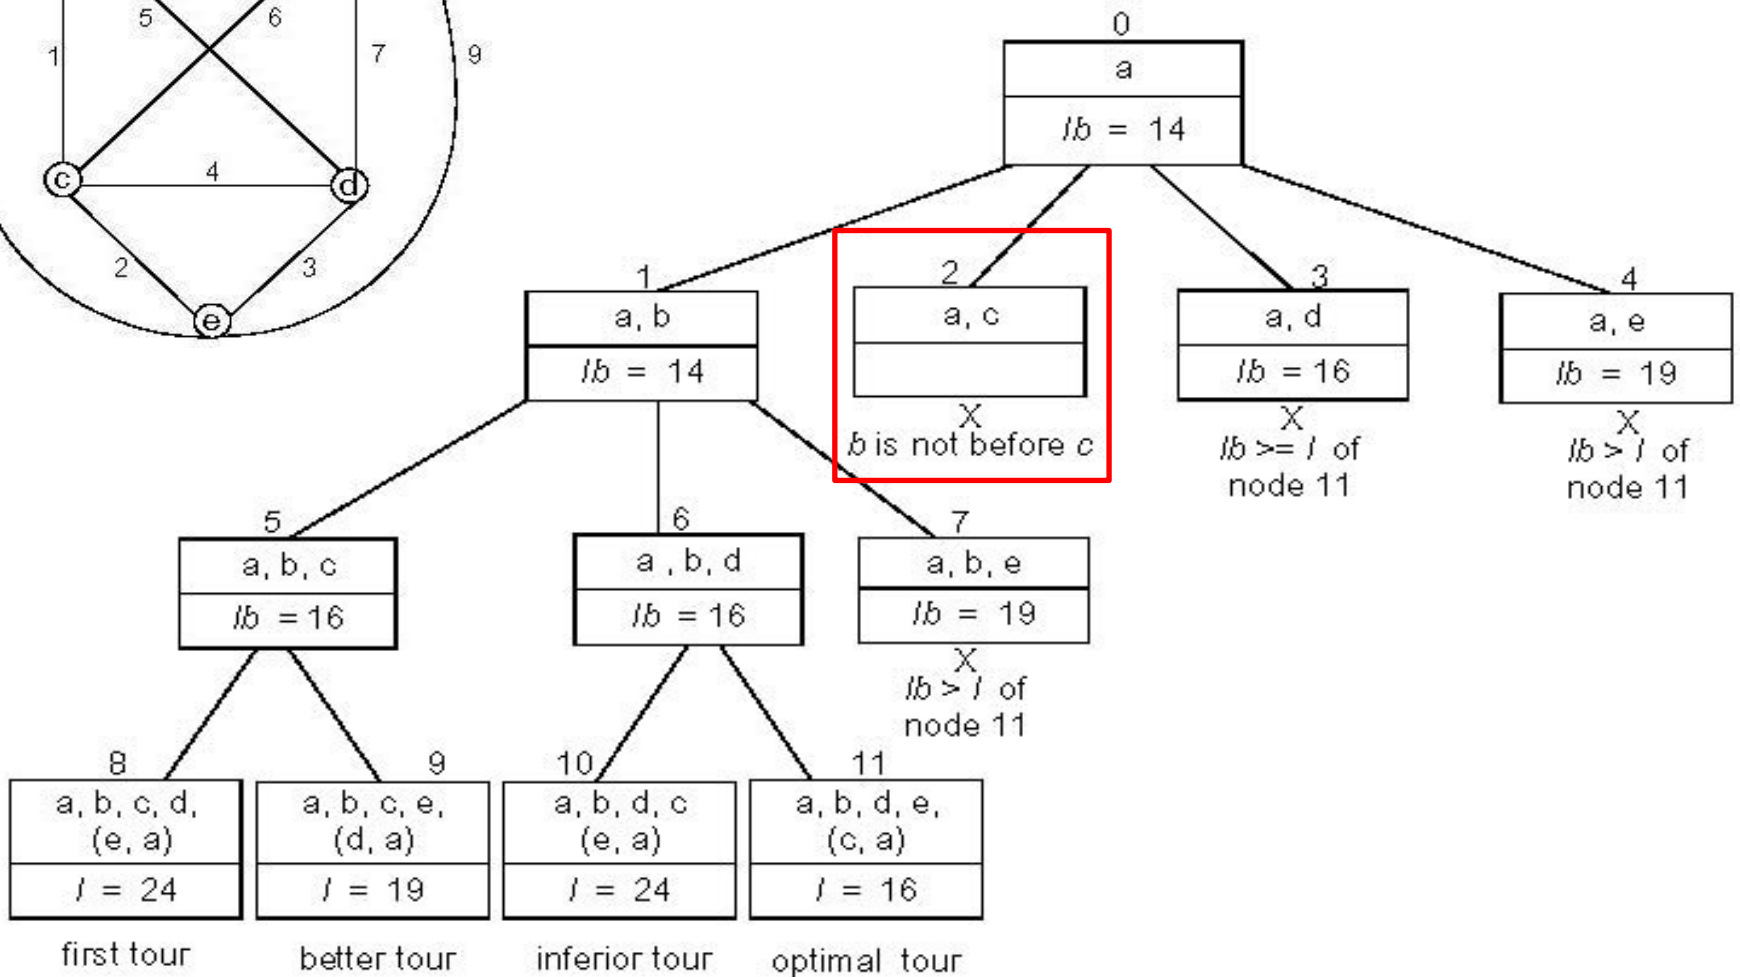 5
6
1
7
9
c
4
d
2
3
e
0
a
lb = 14
1
a, b
lb = 14
2
a, c
X
b is not before c
3
a, d
lb = 16
X
lb >= l of
node 11
4
a, e
lb = 19
X
lb > l of
node 11
5
a, b, c
lb = 16
6
a , b, d
lb = 16
7
a, b, e
lb = 19
X
lb > l of
node 11
8
a, b, c, d,
(e, a)
l = 24
first tour
9
a, b, c, e,
(d, a)
l = 19
better tour
10
a, b, d, c
(e, a)
l = 24
inferior tour
11
a, b, d, e,
(c, a)
l = 16
optimal tour